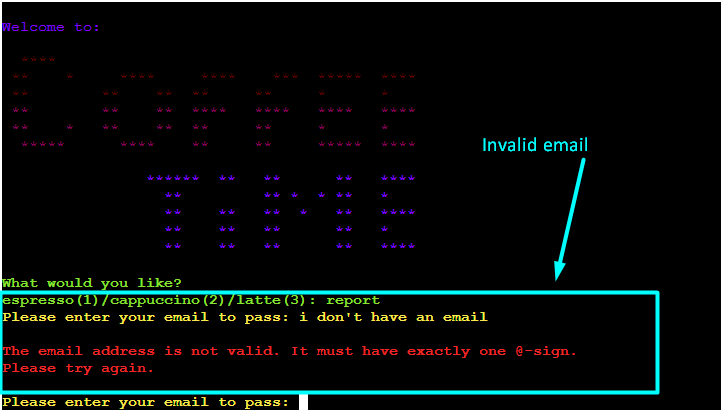 Welcome to:
COFFEE
TIME
Invalid email
What would you like?
espresso(1)/cappuccino(2)/latte(3): report
Please enter your email to pass: i don't have an email
The email address is not valid. It must have exactly one @-sign.
Please try again.
Please enter your email to pass: